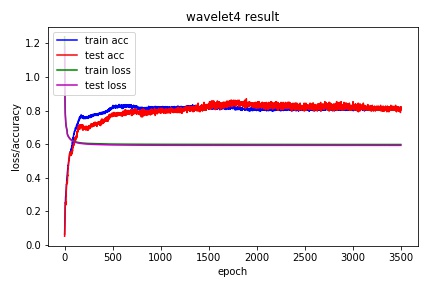 wavelet4 result
train acc
test acc
train loss
test loss
loss/accuracy
1.2
1.0
0.8
0.6
0.4
0.2
0.0
0 500 1000 1500 2000 2500 3000 3500
epoch